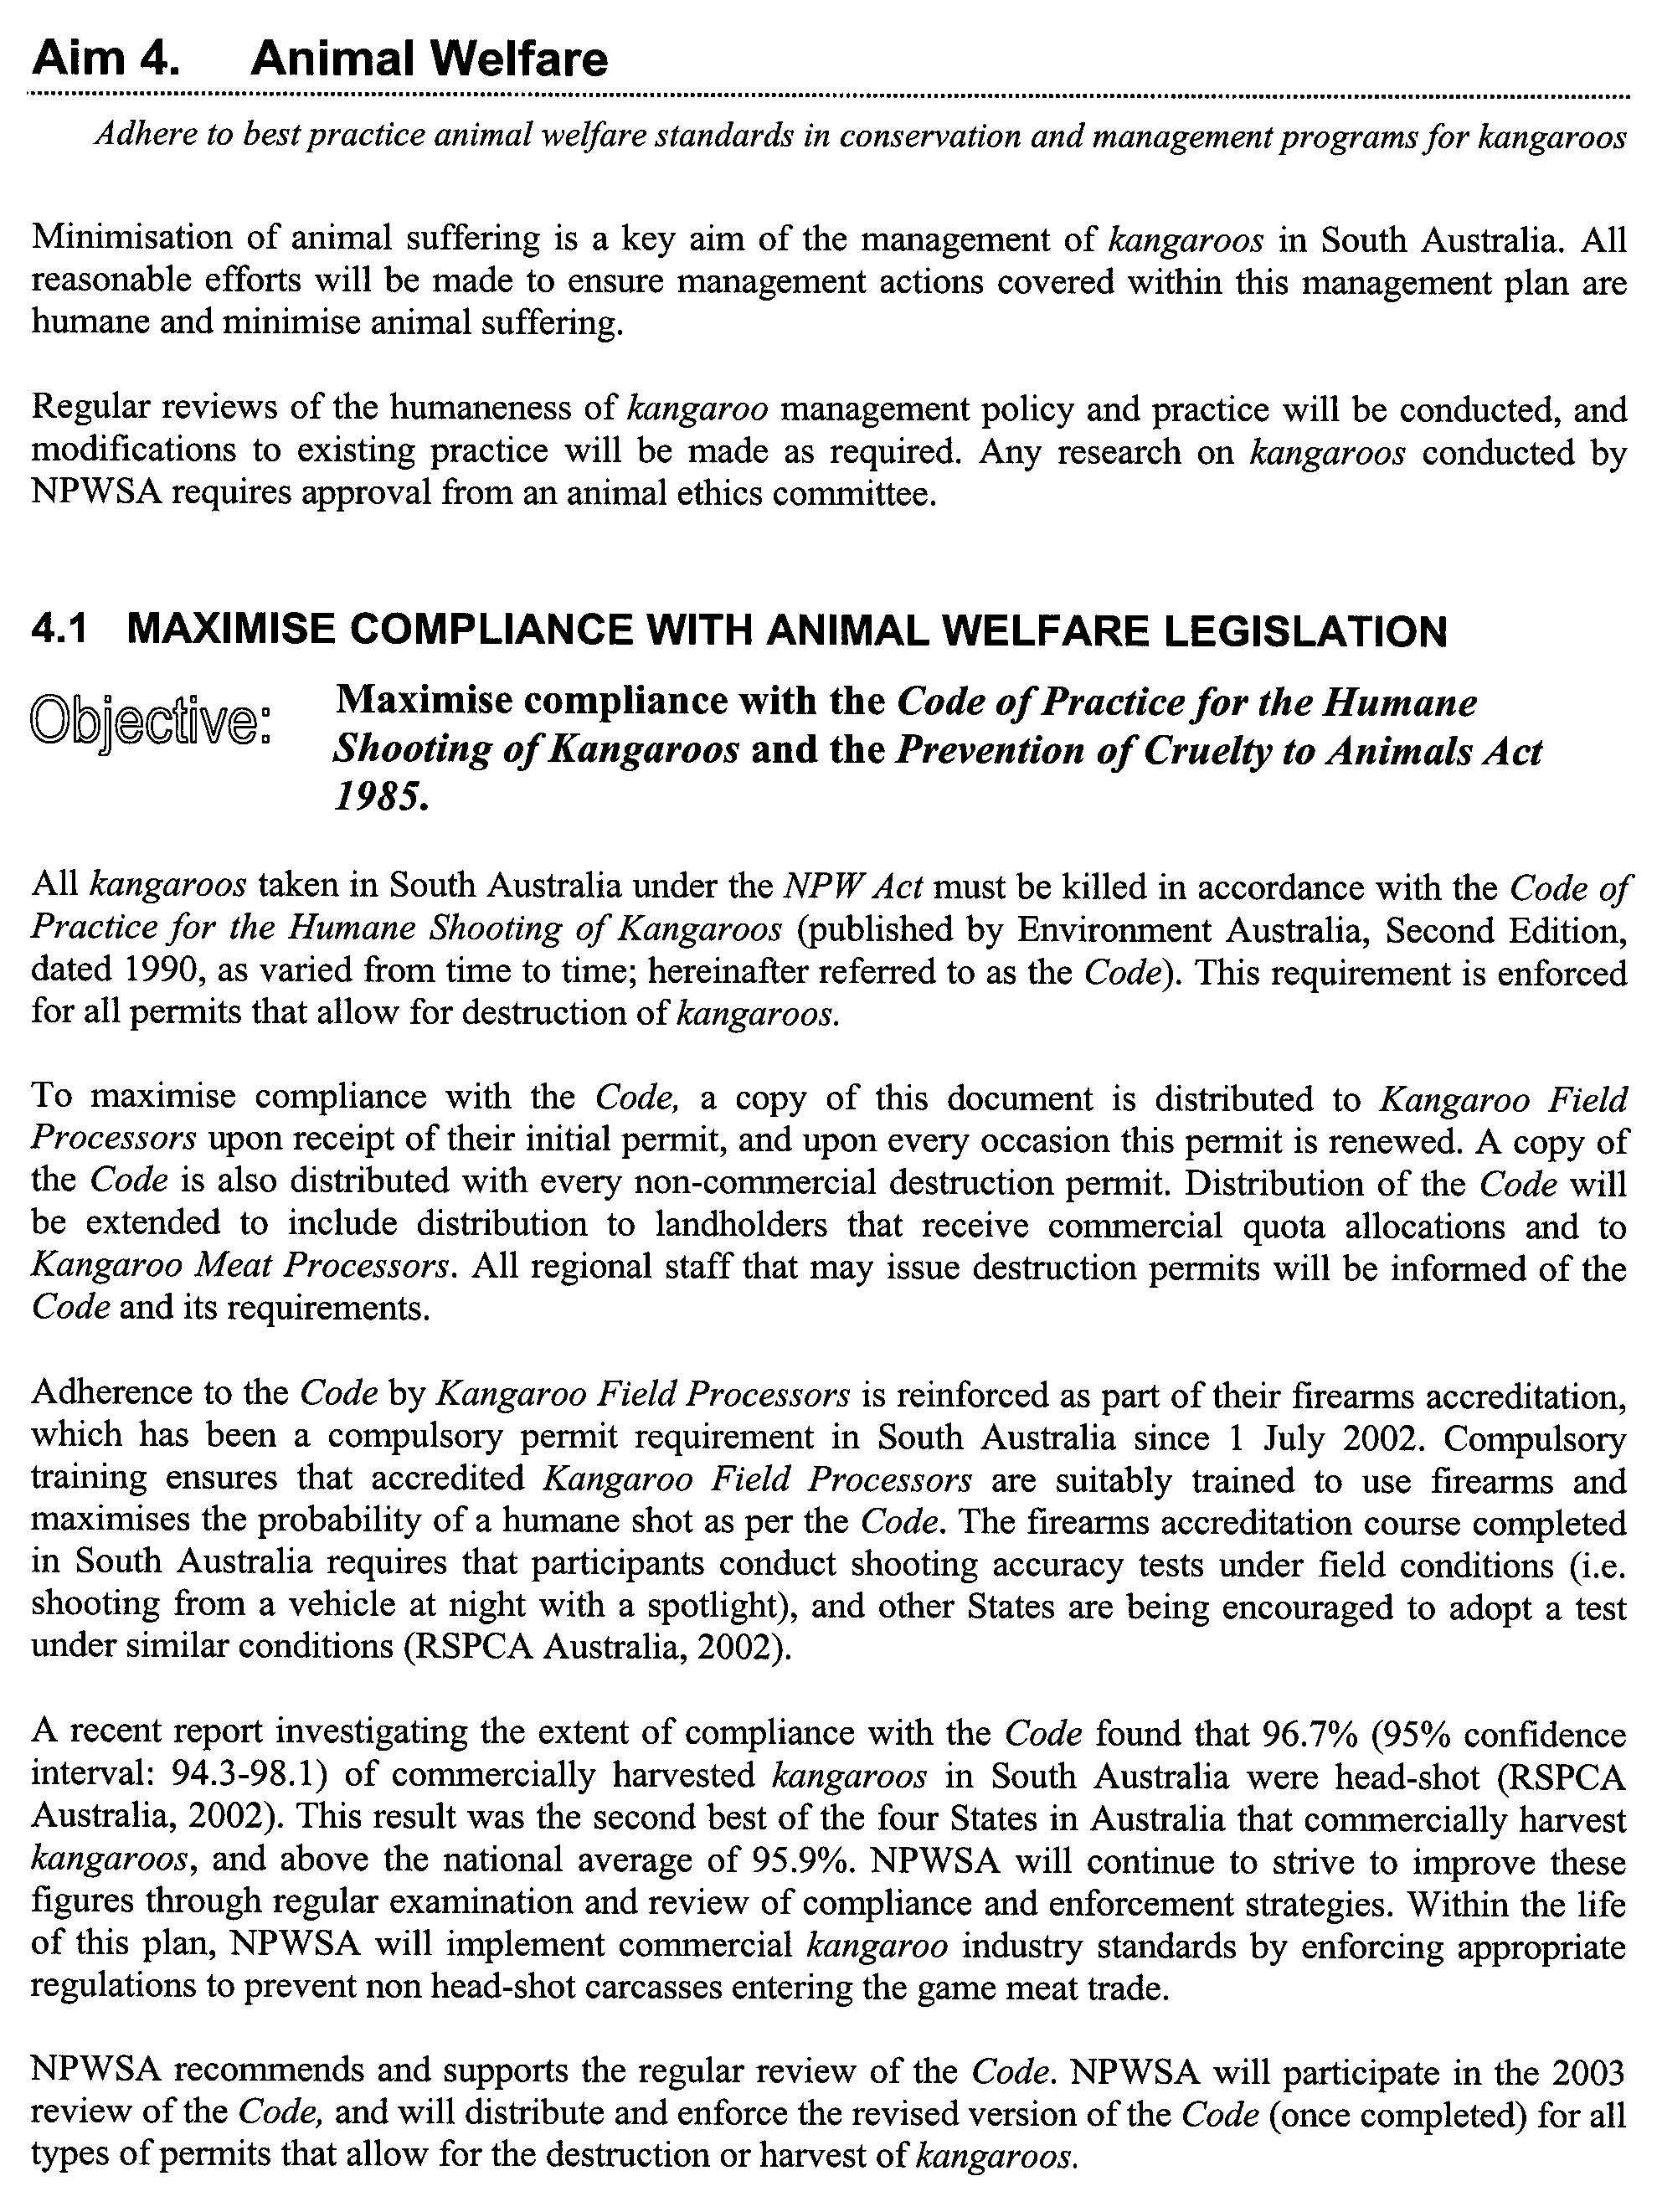 Aim 4. Animal Welfare
Adhere to best practice animal welfare standards in conservation and management programs for kangaroos
Minimisation of animal suffering is a key aim of the management of kangaroos in South Australia. All
reasonable efforts will be made to ensure management actions covered within this management plan are
humane and minimise animal suffering.
Regular reviews of the humaneness of kangaroo management policy and practice will be conducted, and
modifications to existing practice will be made as required. Any research on kangaroos conducted by
NPWSA requires approval from an animal ethics committee.
4.1 MAXIMISE COMPLIANCE WITH ANIMAL WELFARE LEGISLATION
Objective: Maximise compliance with the Code of Practice for the Humane
Shooting of Kangaroos and the Prevention of Cruelty to Animals Act
1985.
All kangaroos taken in South Australia under the NPW Act must be killed in accordance with the Code of
Practice for the Humane Shooting of Kangaroos (published by Environment Australia, Second Edition,
dated 1990, as varied from time to time; hereinafter referred to as the Code). This requirement is enforced
for all permits that allow for destruction of kangaroos.
To maximise compliance with the Code, a copy of this document is distributed to Kangaroo Field
Processors upon receipt of their initial permit, and upon every occasion this permit is renewed. A copy of
the Code is also distributed with every non-commercial destruction permit. Distribution of the Code will
be extended to include distribution to landholders that receive commercial quota allocations and to
Kangaroo Meat Processors. All regional staff that may issue destruction permits will be informed of the
Code and its requirements.
Adherence to the Code by Kangaroo Field Processors is reinforced as part of their firearms accreditation,
which has been a compulsory permit requirement in South Australia since 1 July 2002. Compulsory
training ensures that accredited Kangaroo Field Processors are suitably trained to use firearms and
maximises the probability of a humane shot as per the Code. The firearms accreditation course completed
in South Australia requires that participants conduct shooting accuracy tests under field conditions (i.e.
shooting from a vehicle at night with a spotlight), and other States are being encouraged to adopt a test
under similar conditions (RSPCA Australia, 2002).
A recent report investigating the extent of compliance with the Code found that 96.7% (95% confidence
interval: 94.3-98.1) of commercially harvested kangaroos in South Australia were head-shot (RSPCA
Australia, 2002). This result was the second best of the four States in Australia that commercially harvest
kangaroos, and above the national average of 95.9%. NPWSA will continue to strive to improve these
figures through regular examination and review of compliance and enforcement strategies. Within the life
of this plan, NPWSA will implement commercial kangaroo industry standards by enforcing appropriate
regulations to prevent non head-shot carcasses entering the game meat trade.
NPWSA recommends and supports the regular review of the Code. NPWSA will participate in the 2003
review of the Code, and will distribute and enforce the revised version of the Code (once completed) for all
types of permits that allow for the destruction or harvest of kangaroos.